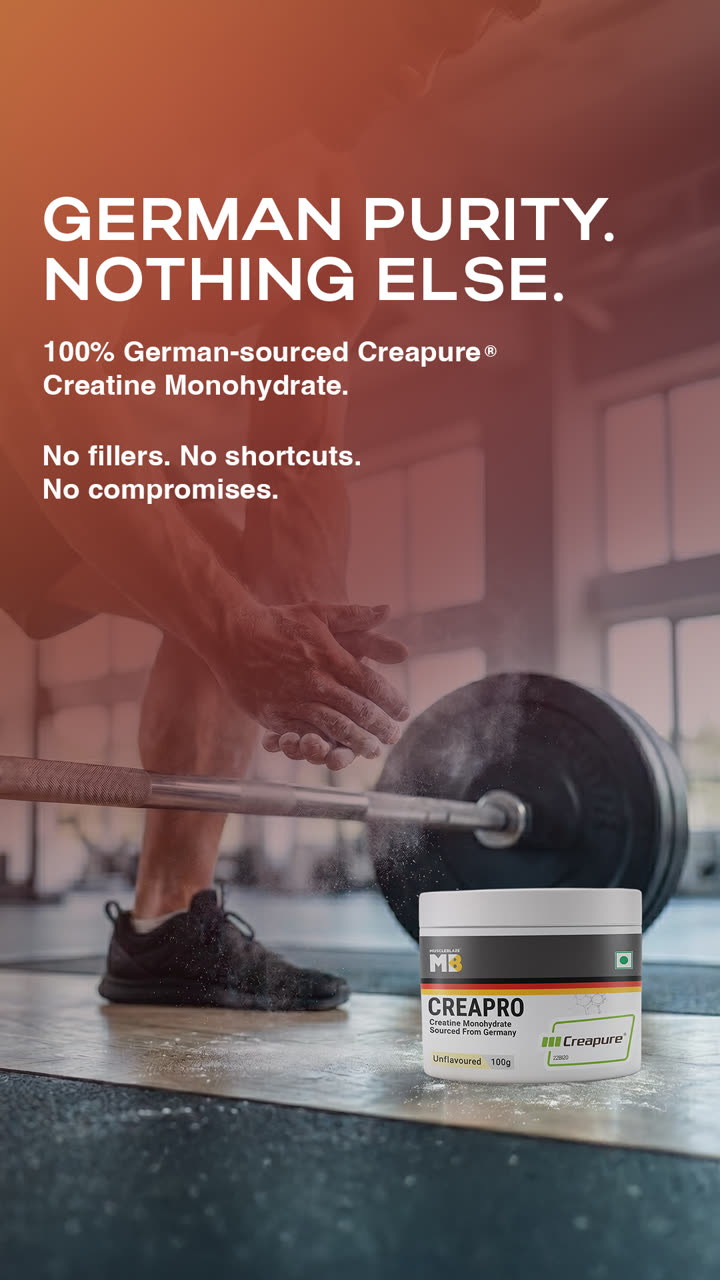 GERMAN PURITY.
NOTHING ELSE.
100% German-sourced Creapure®
Creatine Monohydrate.
No fillers. No shortcuts.
No compromises.
MUSCLEBLAZE
MB
CREAPRO
Creatine Monohydrate
Sourced From Germany
Creapure®
Unflavoured 100g